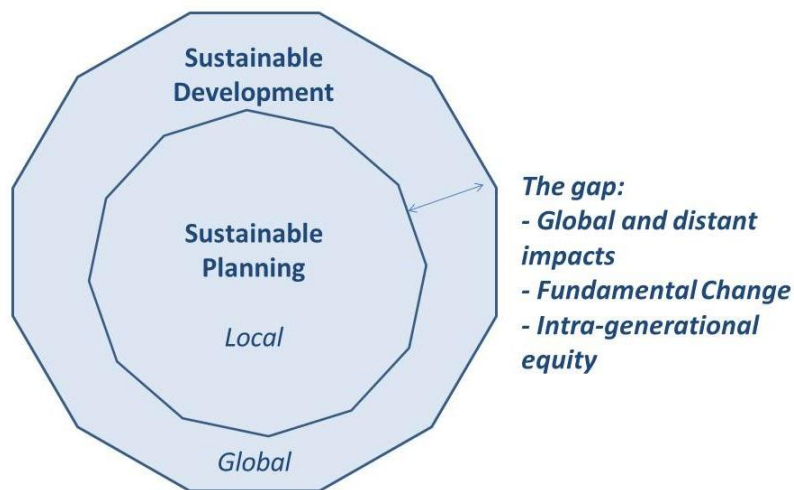 Sustainable
Development
Sustainable
Planning
Local
Global
The gap:
- Global and distant
impacts
- Fundamental Change
- Intra-generational
equity